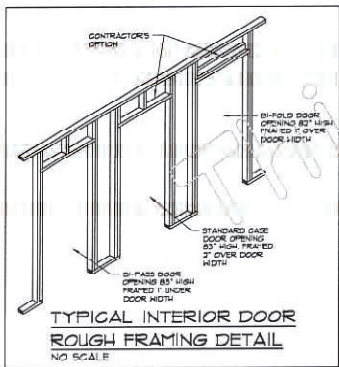 CONTRACTOR'S
OPTION
BI-FOLD DOOR
OPENING 82" HIGH
FRAMED 1" OVER
DOOR WIDTH
STANDARD CASE
DOOR OPENING
83" HIGH, FRAMED
2" OVER DOOR
WIDTH
BI-PASS DOOR
OPENING 83" HIGH
FRAMED 1" UNDER
DOOR WIDTH
TYPICAL INTERIOR DOOR
ROUGH FRAMING DETAIL
NO SCALE